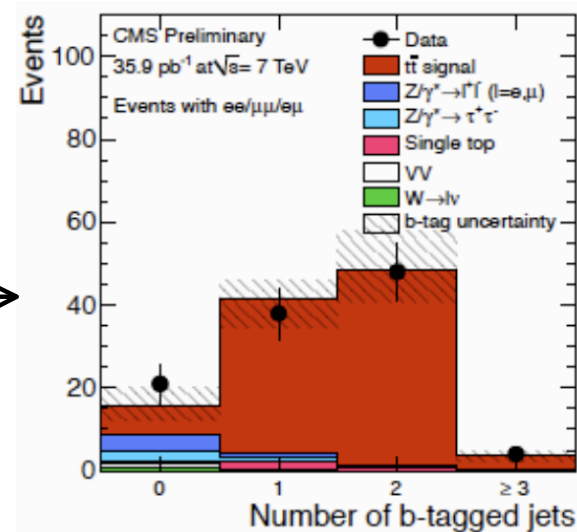 Events
100
80
60
40
20
0
CMS Preliminary
35.9 pb⁻¹ at√s= 7 TeV
Events with ee/μμ/eμ
Data
tt̄ signal
Z/γ*→l⁺l⁻ (l=e,μ)
Z/γ*→ τ⁺τ⁻
Single top
VV
W→lν
b-tag uncertainty
0 1 2 ≥ 3
Number of b-tagged jets